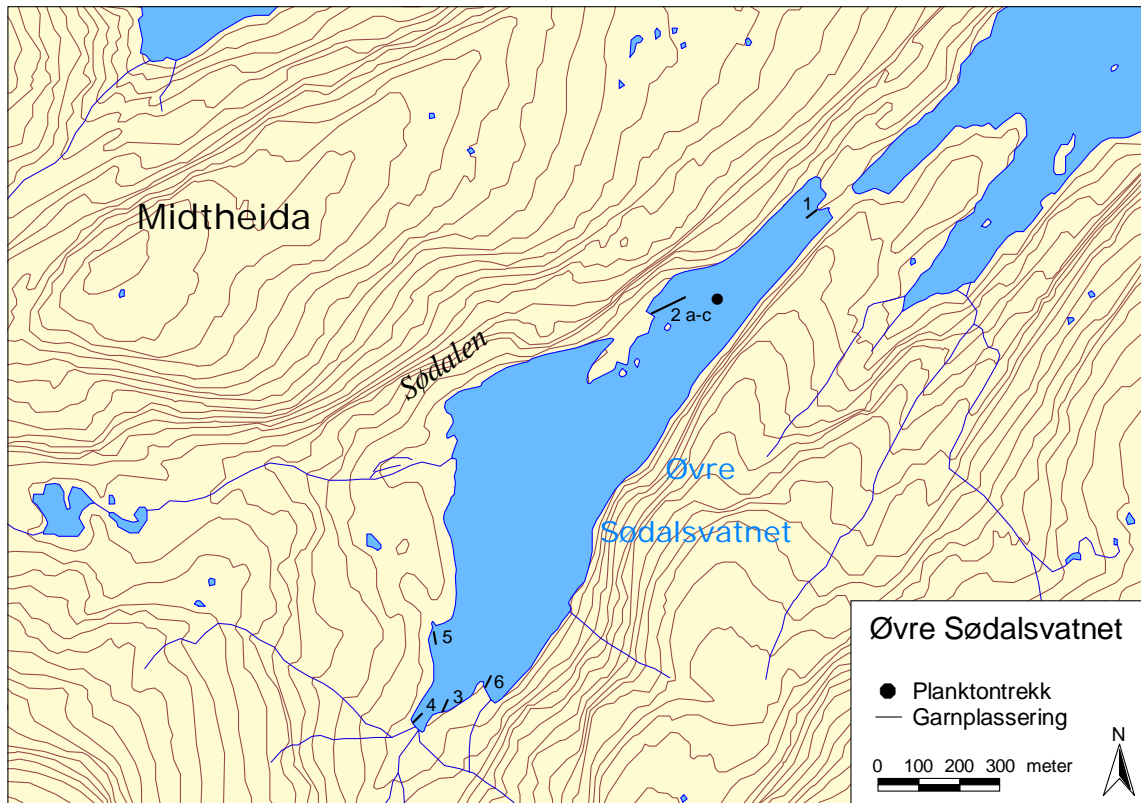 1
Midtheida
2 a-c
Sødalen
Øvre
Sødalsvatnet
5
6
3
4
Øvre Sødalsvatnet
Planktontrekk
Garnplassering
N
0 100 200 300 meter